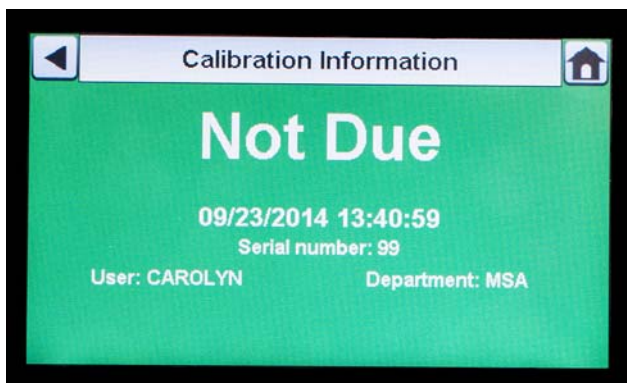 Calibration Information
Not Due
09/23/2014 13:40:59
Serial number: 99
User: CAROLYN Department: MSA